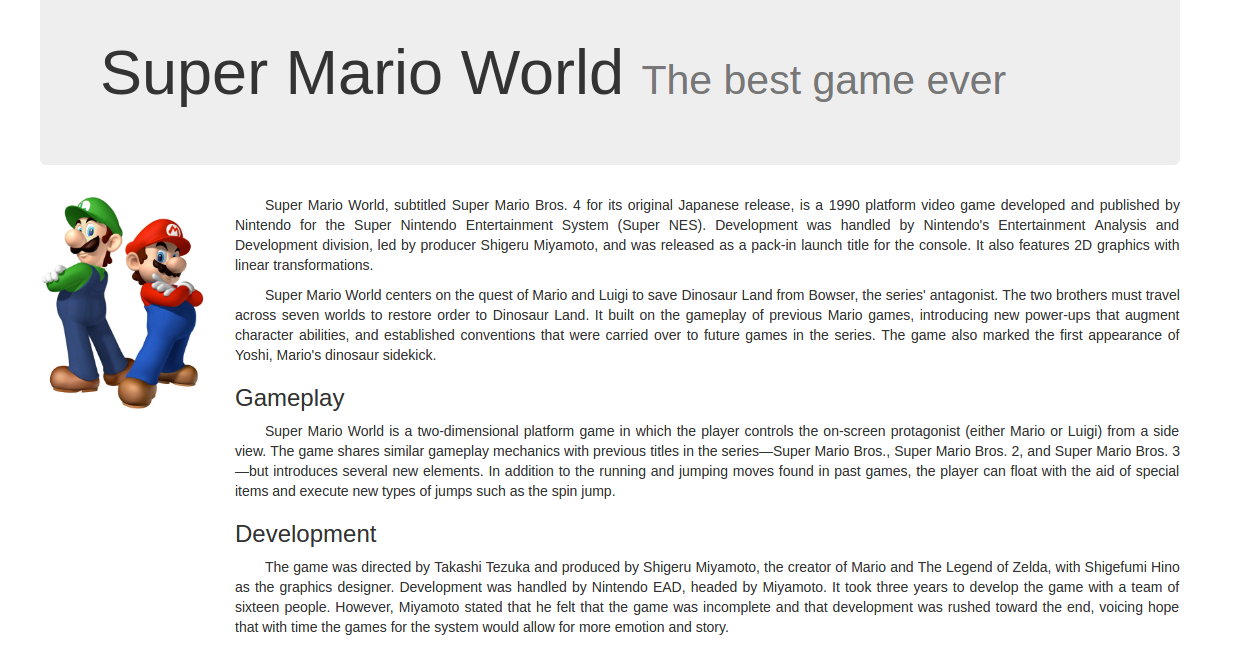 Super Mario World The best game ever
Super Mario World, subtitled Super Mario Bros. 4 for its original Japanese release, is a 1990 platform video game developed and published by
Nintendo for the Super Nintendo Entertainment System (Super NES). Development was handled by Nintendo's Entertainment Analysis and
Development division, led by producer Shigeru Miyamoto, and was released as a pack-in launch title for the console. It also features 2D graphics with
linear transformations.
Super Mario World centers on the quest of Mario and Luigi to save Dinosaur Land from Bowser, the series' antagonist. The two brothers must travel
across seven worlds to restore order to Dinosaur Land. It built on the gameplay of previous Mario games, introducing new power-ups that augment
character abilities, and established conventions that were carried over to future games in the series. The game also marked the first appearance of
Yoshi, Mario's dinosaur sidekick.
Gameplay
Super Mario World is a two-dimensional platform game in which the player controls the on-screen protagonist (either Mario or Luigi) from a side
view. The game shares similar gameplay mechanics with previous titles in the series—Super Mario Bros., Super Mario Bros. 2, and Super Mario Bros. 3
—but introduces several new elements. In addition to the running and jumping moves found in past games, the player can float with the aid of special
items and execute new types of jumps such as the spin jump.
Development
The game was directed by Takashi Tezuka and produced by Shigeru Miyamoto, the creator of Mario and The Legend of Zelda, with Shigefumi Hino
as the graphics designer. Development was handled by Nintendo EAD, headed by Miyamoto. It took three years to develop the game with a team of
sixteen people. However, Miyamoto stated that he felt that the game was incomplete and that development was rushed toward the end, voicing hope
that with time the games for the system would allow for more emotion and story.